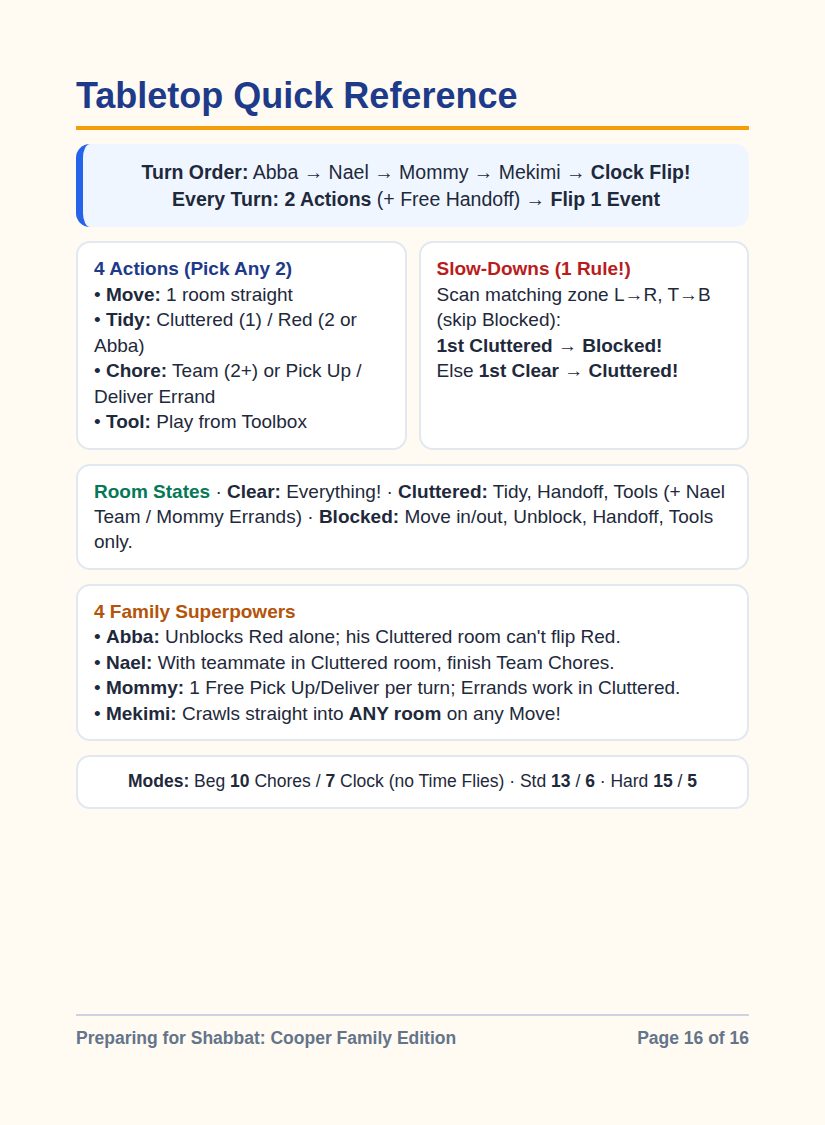 Tabletop Quick Reference
Turn Order: Abba → Nael → Mommy → Mekimi → Clock Flip!
Every Turn: 2 Actions (+ Free Handoff) → Flip 1 Event
4 Actions (Pick Any 2)
• Move: 1 room straight
• Tidy: Cluttered (1) / Red (2 or
Abba)
• Chore: Team (2+) or Pick Up /
Deliver Errand
• Tool: Play from Toolbox
Slow-Downs (1 Rule!)
Scan matching zone L→R, T→B
(skip Blocked):
1st Cluttered → Blocked!
Else 1st Clear → Cluttered!
Room States · Clear: Everything! · Cluttered: Tidy, Handoff, Tools (+ Nael
Team / Mommy Errands) · Blocked: Move in/out, Unblock, Handoff, Tools
only.
4 Family Superpowers
• Abba: Unblocks Red alone; his Cluttered room can't flip Red.
• Nael: With teammate in Cluttered room, finish Team Chores.
• Mommy: 1 Free Pick Up/Deliver per turn; Errands work in Cluttered.
• Mekimi: Crawls straight into ANY room on any Move!
Modes: Beg 10 Chores / 7 Clock (no Time Flies) · Std 13 / 6 · Hard 15 / 5
Preparing for Shabbat: Cooper Family Edition
Page 16 of 16